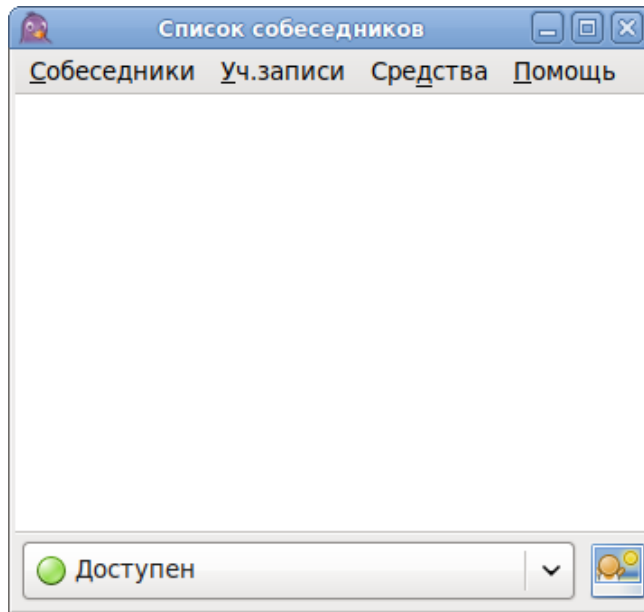 Список собеседников
Собеседники Уч.записи Средства Помощь
Доступен